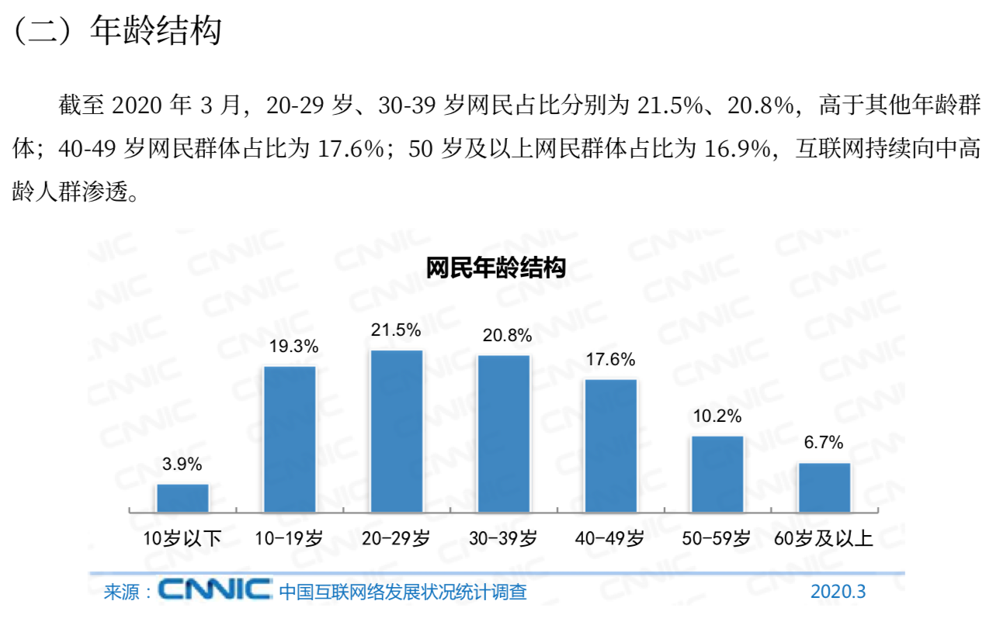 （二）年龄结构
截至 2020 年 3 月，20-29 岁、30-39 岁网民占比分别为 21.5%、20.8%，高于其他年龄群
体；40-49 岁网民群体占比为 17.6%；50 岁及以上网民群体占比为 16.9%，互联网持续向中高
龄人群渗透。
网民年龄结构
3.9% 19.3% 21.5% 20.8% 17.6% 10.2% 6.7%
10岁以下 10-19岁 20-29岁 30-39岁 40-49岁 50-59岁 60岁及以上
来源：CNNIC 中国互联网络发展状况统计调查 2020.3